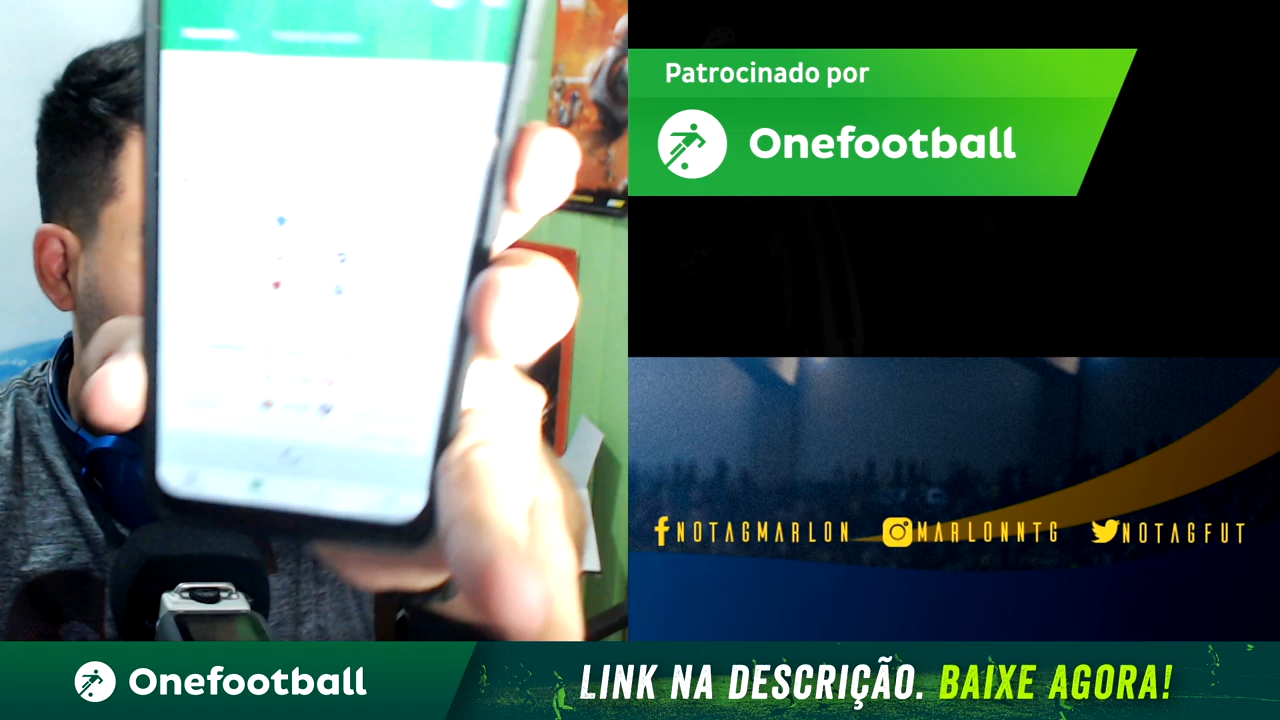 Patrocinado por
Onefootball
NOTAGMARLON MARLONNTG NOTAGFUT
Onefootball
LINK NA DESCRIÇÃO. BAIXE AGORA!